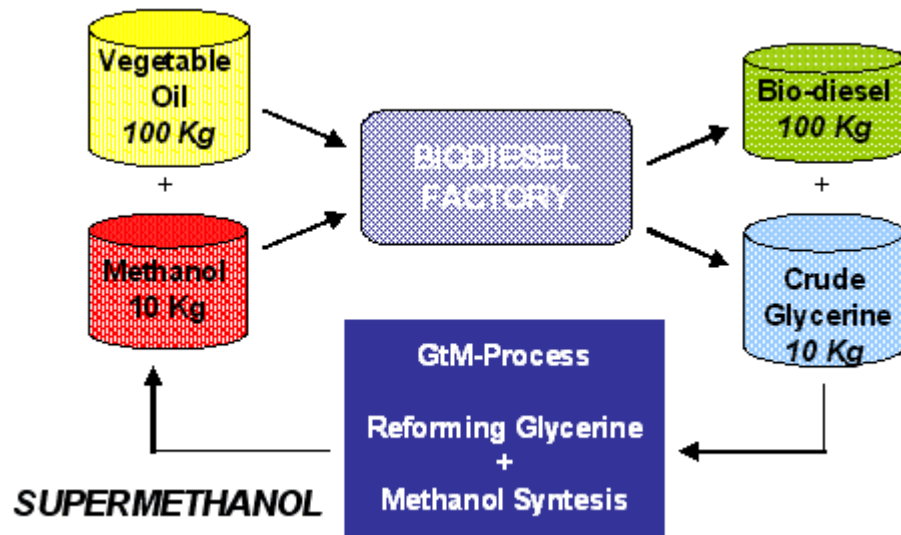 Vegetable
Oil
100 Kg
+
Methanol
10 Kg
BIODIESEL
FACTORY
Bio-diesel
100 Kg
+
Crude
Glycerine
10 Kg
GtM-Process
Reforming Glycerine
+
Methanol Syntesis
SUPERMETHANOL